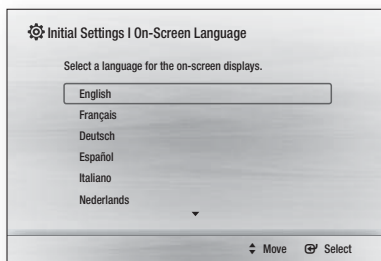 Initial Settings I On-Screen Language
Select a language for the on-screen displays.
English
Français
Deutsch
Español
Italiano
Nederlands
Move Select